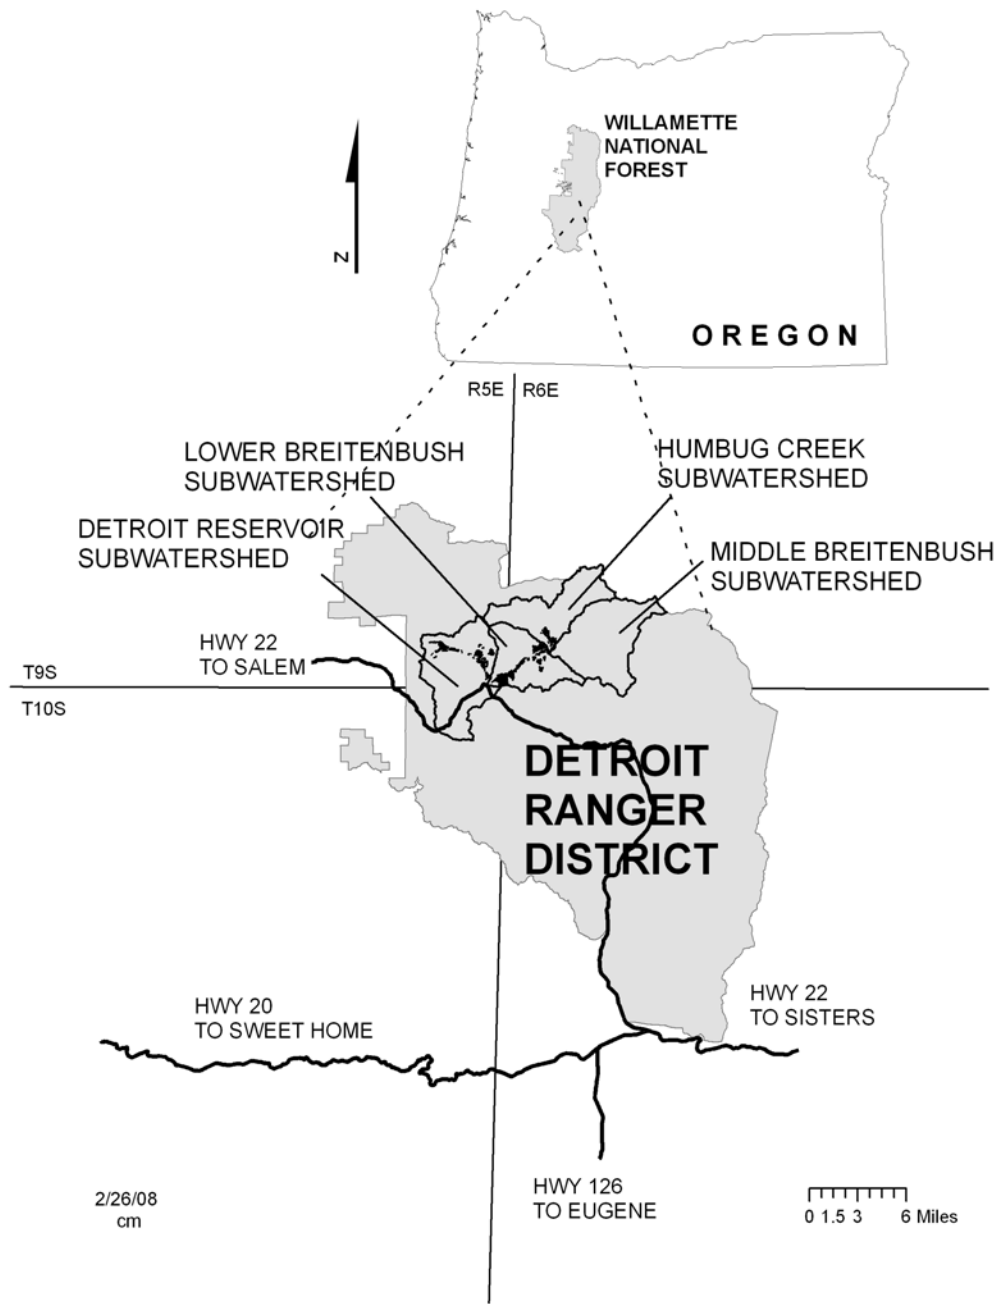 WILLAMETTE
NATIONAL
FOREST
N
OREGON
R5E
R6E
LOWER BREITENBUSH
SUBWATERSHED
HUMBUG CREEK
SUBWATERSHED
DETROIT RESERVOIR
SUBWATERSHED
MIDDLE BREITENBUSH
SUBWATERSHED
HWY 22
TO SALEM
T9S
T10S
DETROIT
RANGER
DISTRICT
HWY 20
TO SWEET HOME
HWY 22
TO SISTERS
HWY 126
TO EUGENE
2/26/08
cm
0 1.5 3 6 Miles